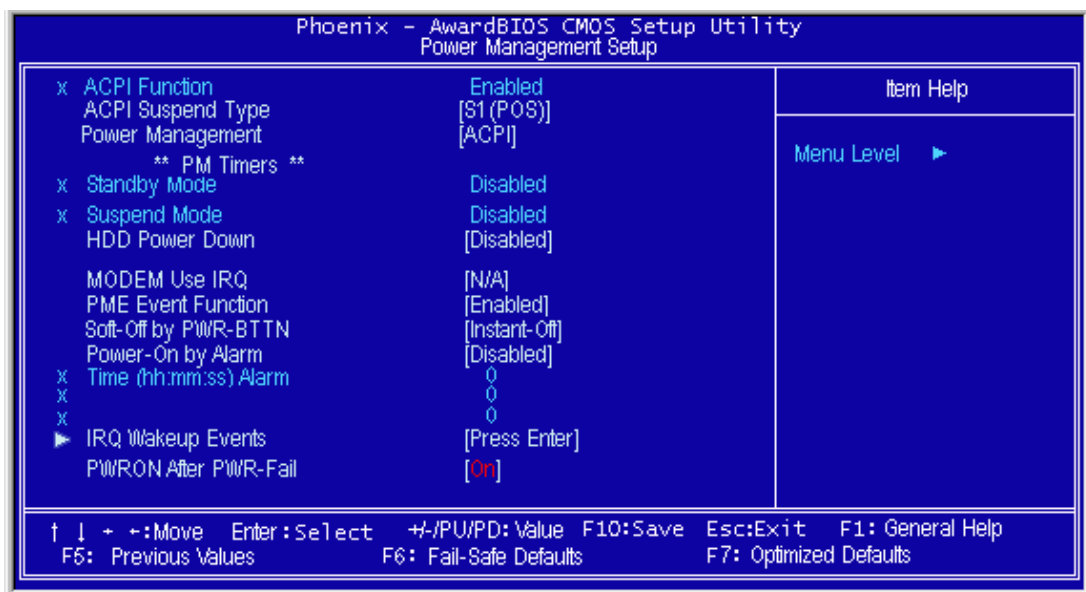 Phoenix - AwardBIOS CMOS Setup Utility
Power Management Setup
x ACPI Function Enabled
ACPI Suspend Type [S1(POS)]
Power Management [ACPI]
** PM Timers **
x Standby Mode Disabled
x Suspend Mode Disabled
HDD Power Down [Disabled]
MODEM Use IRQ [N/A]
PME Event Function [Enabled]
Soft-Off by PWR-BTTN [Instant-Off]
Power-On by Alarm [Disabled]
x Time (hh:mm:ss) Alarm 0
x 0
x 0
► IRQ Wakeup Events [Press Enter]
PWRON After PWR-Fail [On]
Item Help
Menu Level ►
↑ ↓ + ←:Move Enter:Select +/-/PU/PD:Value F10:Save Esc:Exit F1: General Help
F5: Previous Values F6: Fail-Safe Defaults F7: Optimized Defaults